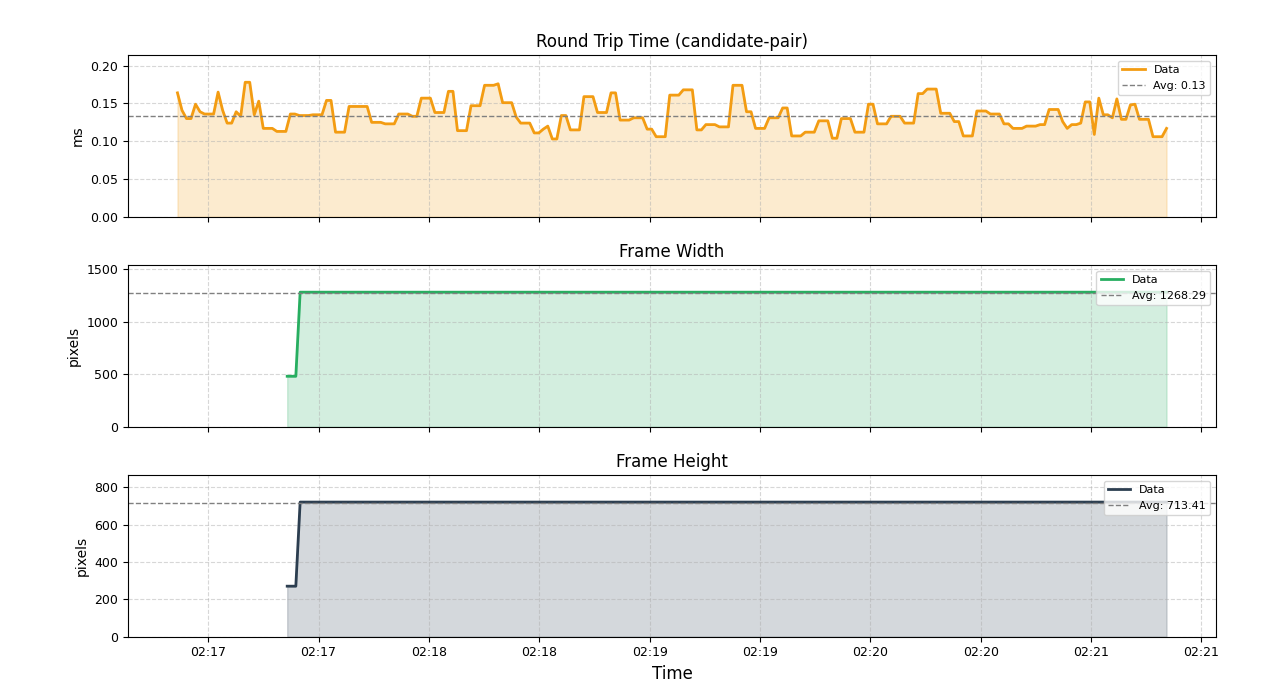 Round Trip Time (candidate-pair)
0.20
0.15
0.10
0.05
0.00
ms
Data
Avg: 0.13
Frame Width
1500
1000
500
0
pixels
Data
Avg: 1268.29
Frame Height
800
600
400
200
0
pixels
Data
Avg: 713.41
02:17 02:17 02:18 02:18 02:19 02:19 02:20 02:20 02:21 02:21
Time